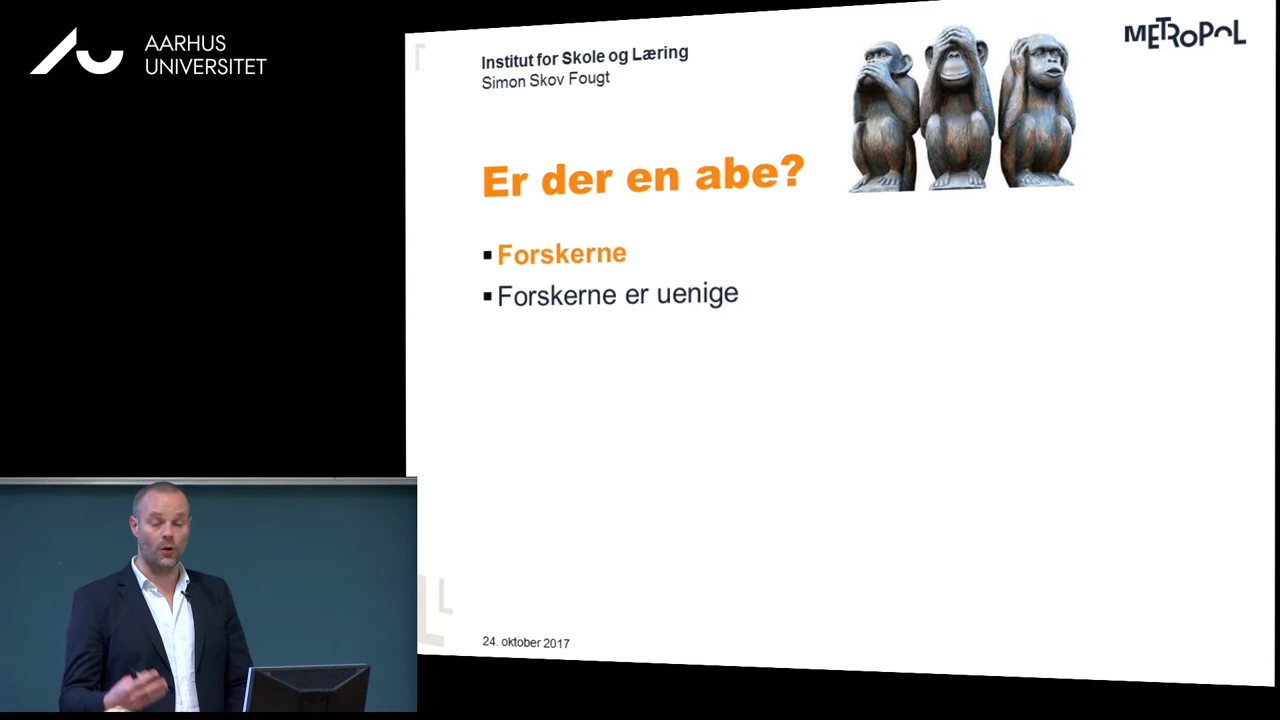 AARHUS
UNIVERSITET
Institut for Skole og Læring
Simon Skov Fougt
METROPOL
Er der en abe?
▪ Forskerne
▪ Forskerne er uenige
24. oktober 2017